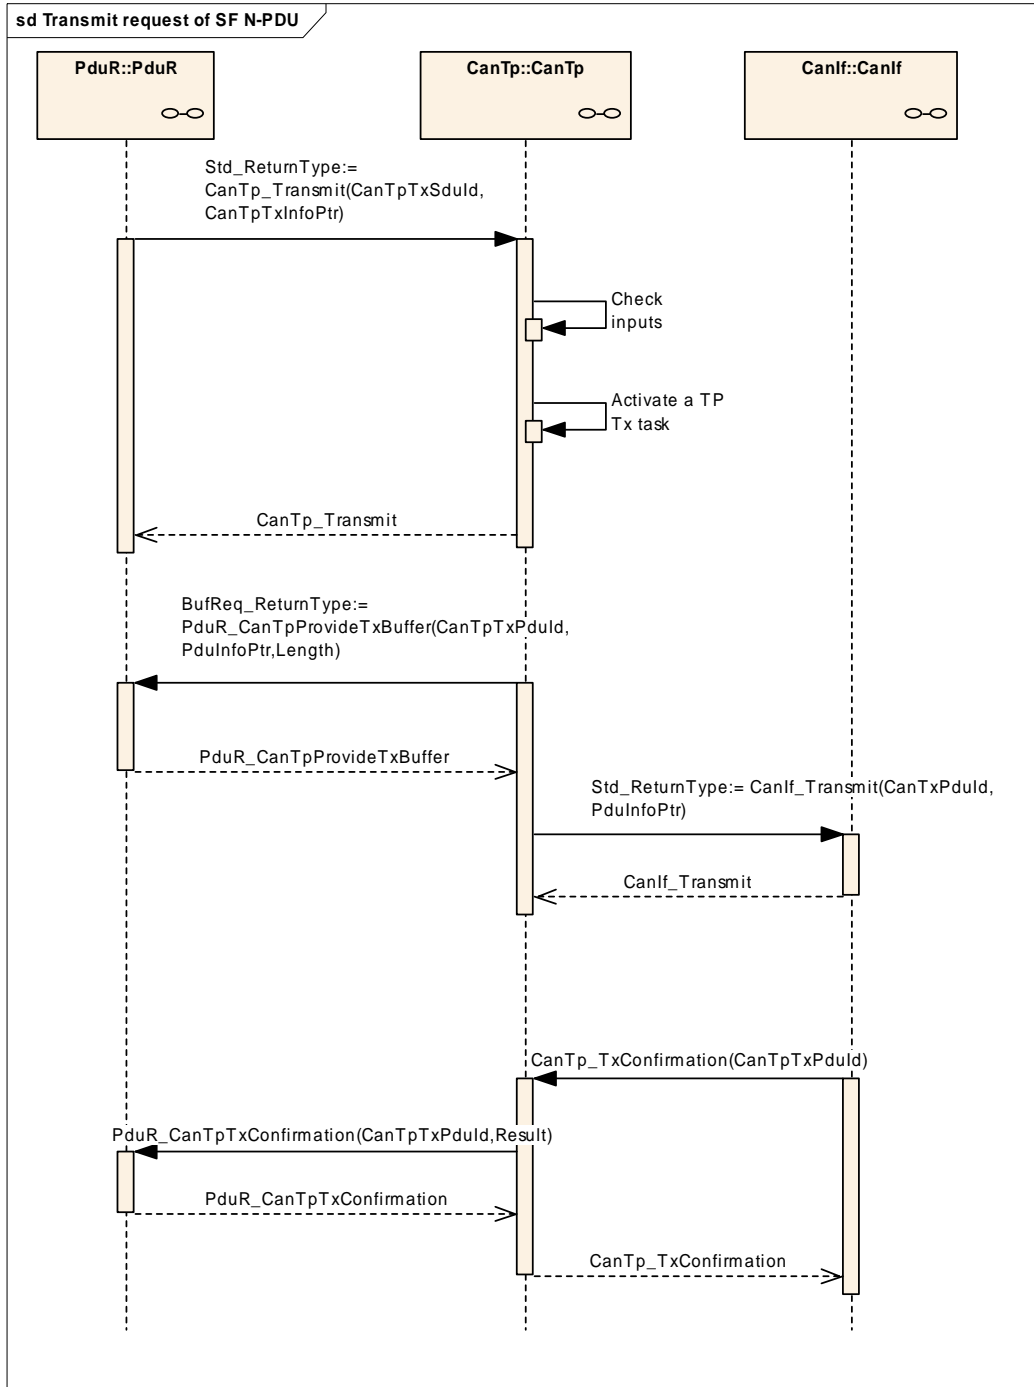 sd Transmit request of SF N-PDU
PduR::PduR
CanTp::CanTp
CanIf::CanIf
Std_ReturnType:=
CanTp_Transmit(CanTpTxSduId,
CanTpTxInfoPtr)
Check
inputs
Activate a TP
Tx task
CanTp_Transmit
BufReq_ReturnType:=
PduR_CanTpProvideTxBuffer(CanTpTxPduId,
PduInfoPtr,Length)
PduR_CanTpProvideTxBuffer
Std_ReturnType:= CanIf_Transmit(CanTxPduId,
PduInfoPtr)
CanIf_Transmit
CanTp_TxConfirmation(CanTpTxPduId)
PduR_CanTpTxConfirmation(CanTpTxPduId,Result)
PduR_CanTpTxConfirmation
CanTp_TxConfirmation